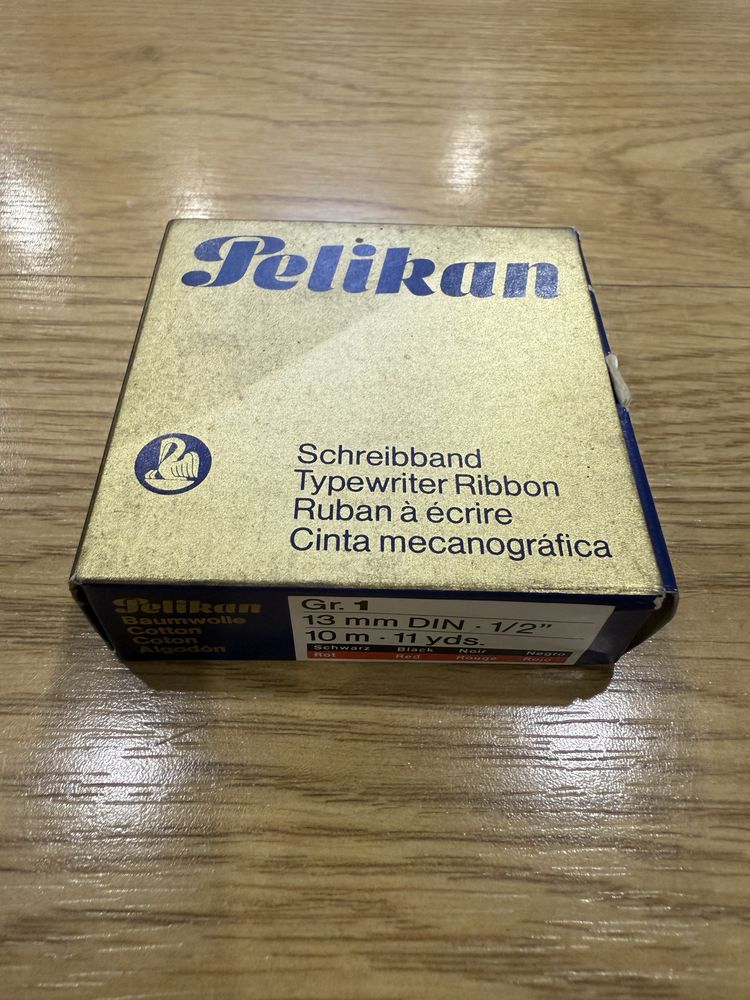 Pelikan
Schreibband
Typewriter Ribbon
Ruban à écrire
Cinta mecanográfica
Pelikan
Baumwolle
Cotton
Coton
Algodón
Gr. 1
13 mm DIN · 1/2"
10 m · 11 yds.
Schwarz Black Noir Negro
Rot Red Rouge Rojo